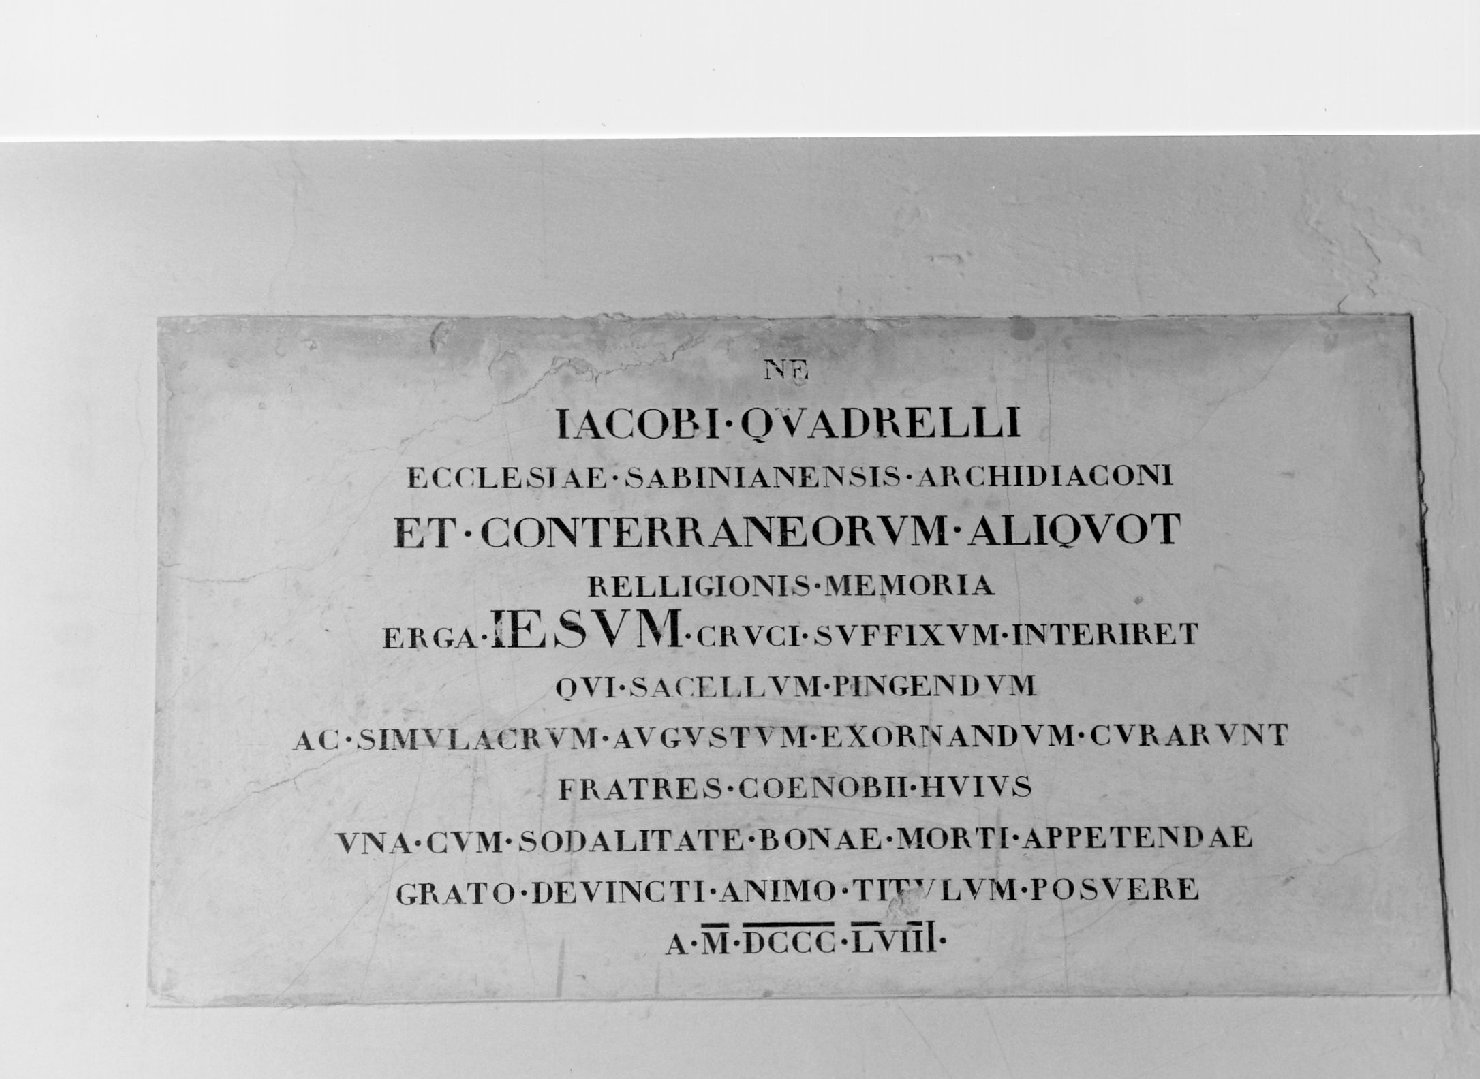 NE
IACOBI·QVADRELLI
ECCLESIAE·SABINIANENSIS·ARCHIDIACONI
ET·CONTERRANEORVM·ALIQVOT
RELLIGIONIS·MEMORIA
ERGA·IESVM·CRVCI·SVFFIXVM·INTERIRET
QVI·SACELLVM·PINGENDVM
AC·SIMVLACRVM·AVGVSTVM·EXORNANDVM·CVRARVNT
FRATRES·COENOBII·HVIVS
VNA·CVM·SODALITATE·BONAE·MORTI·APPETENDAE
GRATO·DEVINCTI·ANIMO·TITVLVM·POSVERE
A·M·DCCC·LVIII·